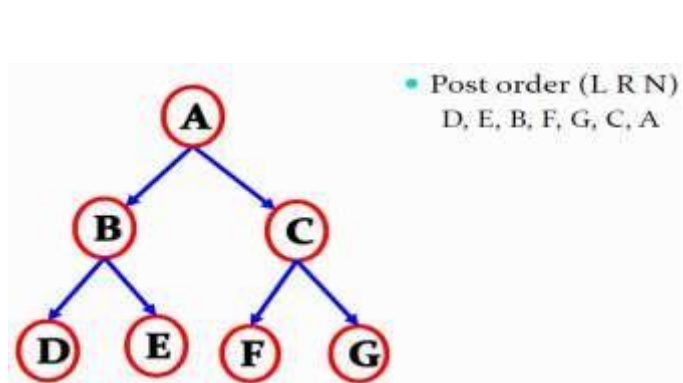 • Post order (L R N)
D, E, B, F, G, C, A
A
B
C
D
E
F
G